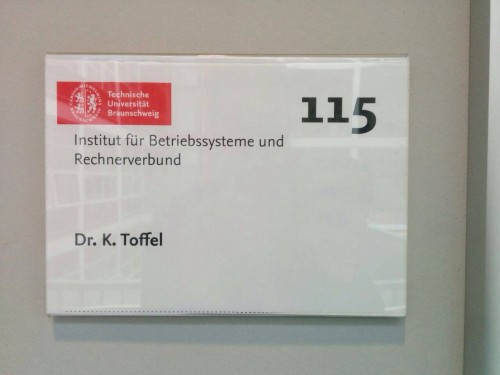 Technische
Universität
Braunschweig
115
Institut für Betriebssysteme und
Rechnerverbund
Dr. K. Toffel